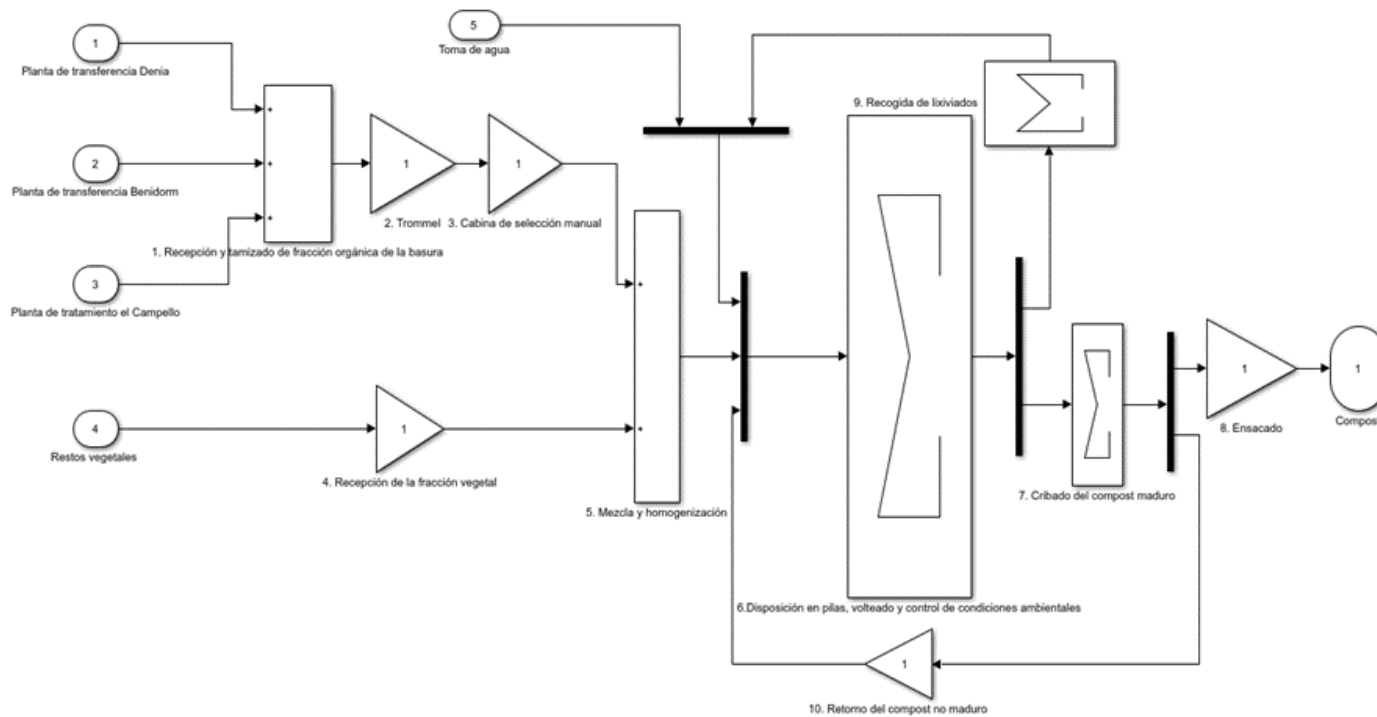 1
Planta de transferencia Denia
2
Planta de transferencia Benidorm
3
Planta de tratamiento el Campello
4
Restos vegetales
+
+
+
1. Recepción y tamizado de fracción orgánica de la basura
1
2. Trommel
1
3. Cabina de selección manual
1
4. Recepción de la fracción vegetal
5
Toma de agua
+
+
5. Mezcla y homogenización
9. Recogida de lixiviados
6.Disposición en pilas, volteado y control de condiciones ambientales
7. Cribado del compost maduro
1
8. Ensacado
1
Compost
1
10. Retorno del compost no maduro